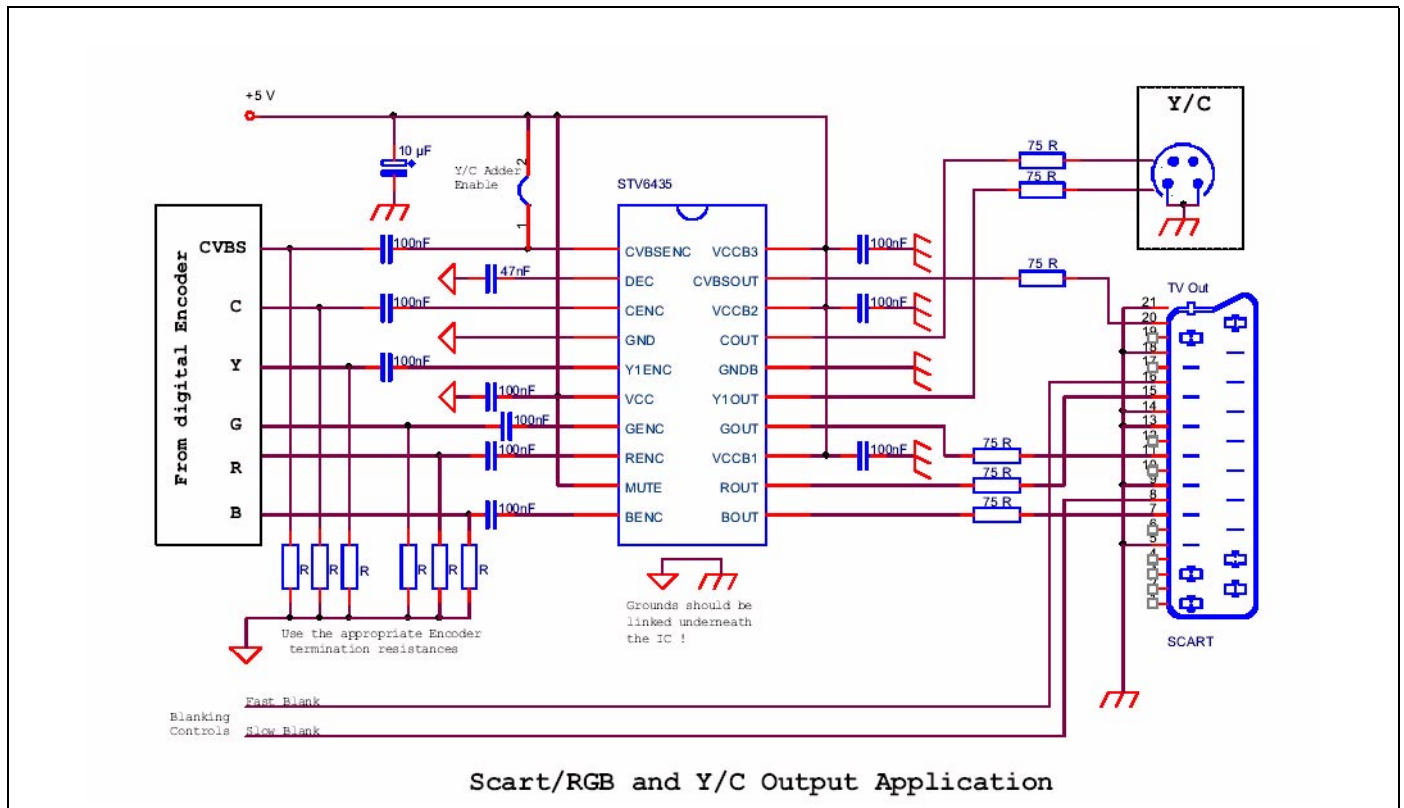 +5 V
10 µF
Y/C Adder
Enable
2
1
STV6435
Y/C
75 R
75 R
75 R
TV Out
From digital Encoder
CVBS
C
Y
G
R
B
100nF
47nF
100nF
100nF
100nF
100nF
100nF
100nF
CVBSENC
DEC
CENC
GND
Y1ENC
VCC
GENC
RENC
MUTE
BENC
VCCB3
CVBSOUT
VCCB2
COUT
GNDB
Y1OUT
GOUT
VCCB1
ROUT
BOUT
100nF
100nF
100nF
75 R
75 R
75 R
21
20
19
18
17
16
15
14
13
12
11
10
9
8
7
6
5
SCART
R
R
R
R
R
R
Use the appropriate Encoder
termination resistances
Grounds should be
linked underneath
the IC !
Blanking
Controls
Fast Blank
Slow Blank
Scart/RGB and Y/C Output Application